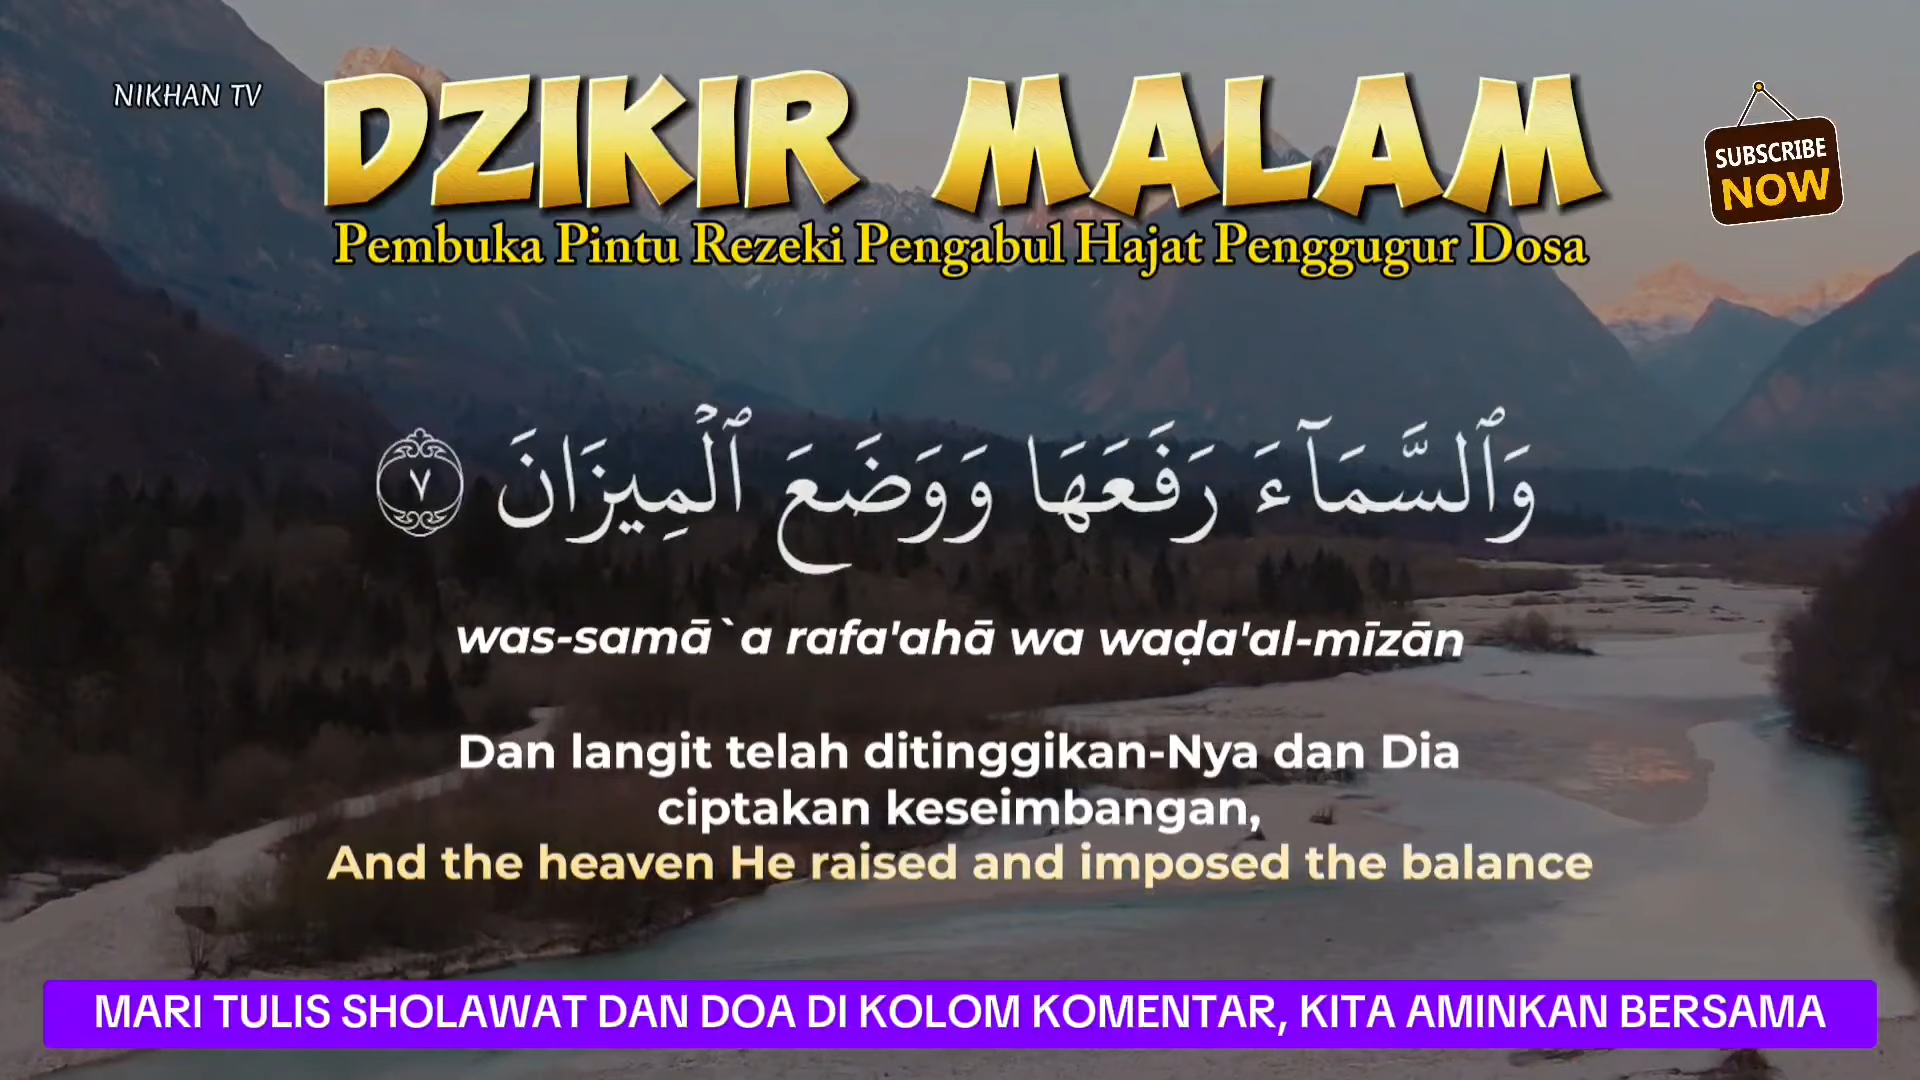 NIKHAN TV
DZIKIR MALAM
Pembuka Pintu Rezeki Pengabul Hajat Penggugur Dosa
SUBSCRIBE
NOW
وَٱلسَّمَآءَ رَفَعَهَا وَوَضَعَ ٱلْمِيزَانَ ٧
was-samā`a rafa'ahā wa waḍa'al-mīzān
Dan langit telah ditinggikan-Nya dan Dia
ciptakan keseimbangan,
And the heaven He raised and imposed the balance
MARI TULIS SHOLAWAT DAN DOA DI KOLOM KOMENTAR, KITA AMINKAN BERSAMA